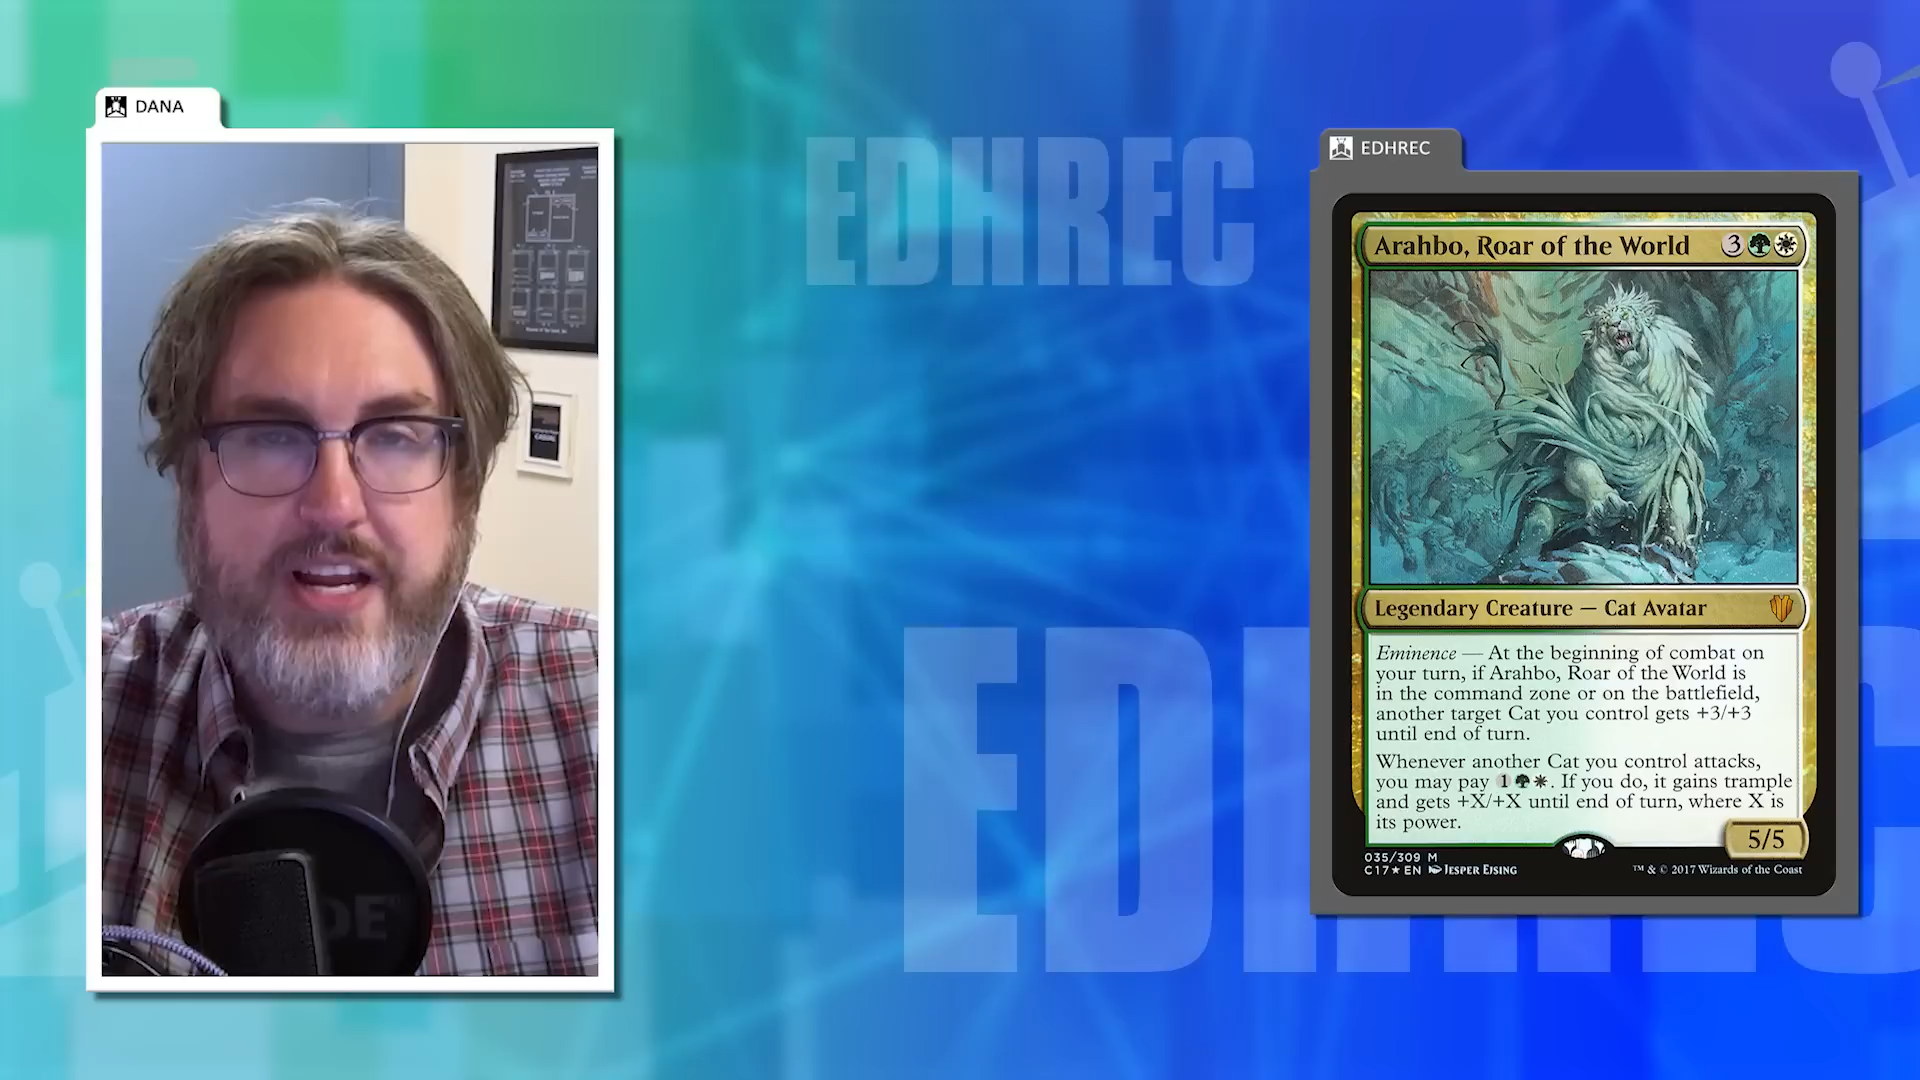 DANA
EDHREC
EDHREC
Arahbo, Roar of the World 3
Legendary Creature — Cat Avatar
Eminence — At the beginning of combat on
your turn, if Arahbo, Roar of the World is
in the command zone or on the battlefield,
another target Cat you control gets +3/+3
until end of turn.
Whenever another Cat you control attacks,
you may pay 1. If you do, it gains trample
and gets +X/+X until end of turn, where X is
its power.
5/5
035/309 M
C17★EN JESPER EJSING
™ & © 2017 Wizards of the Coast
EDHREC
CASUAL
DE